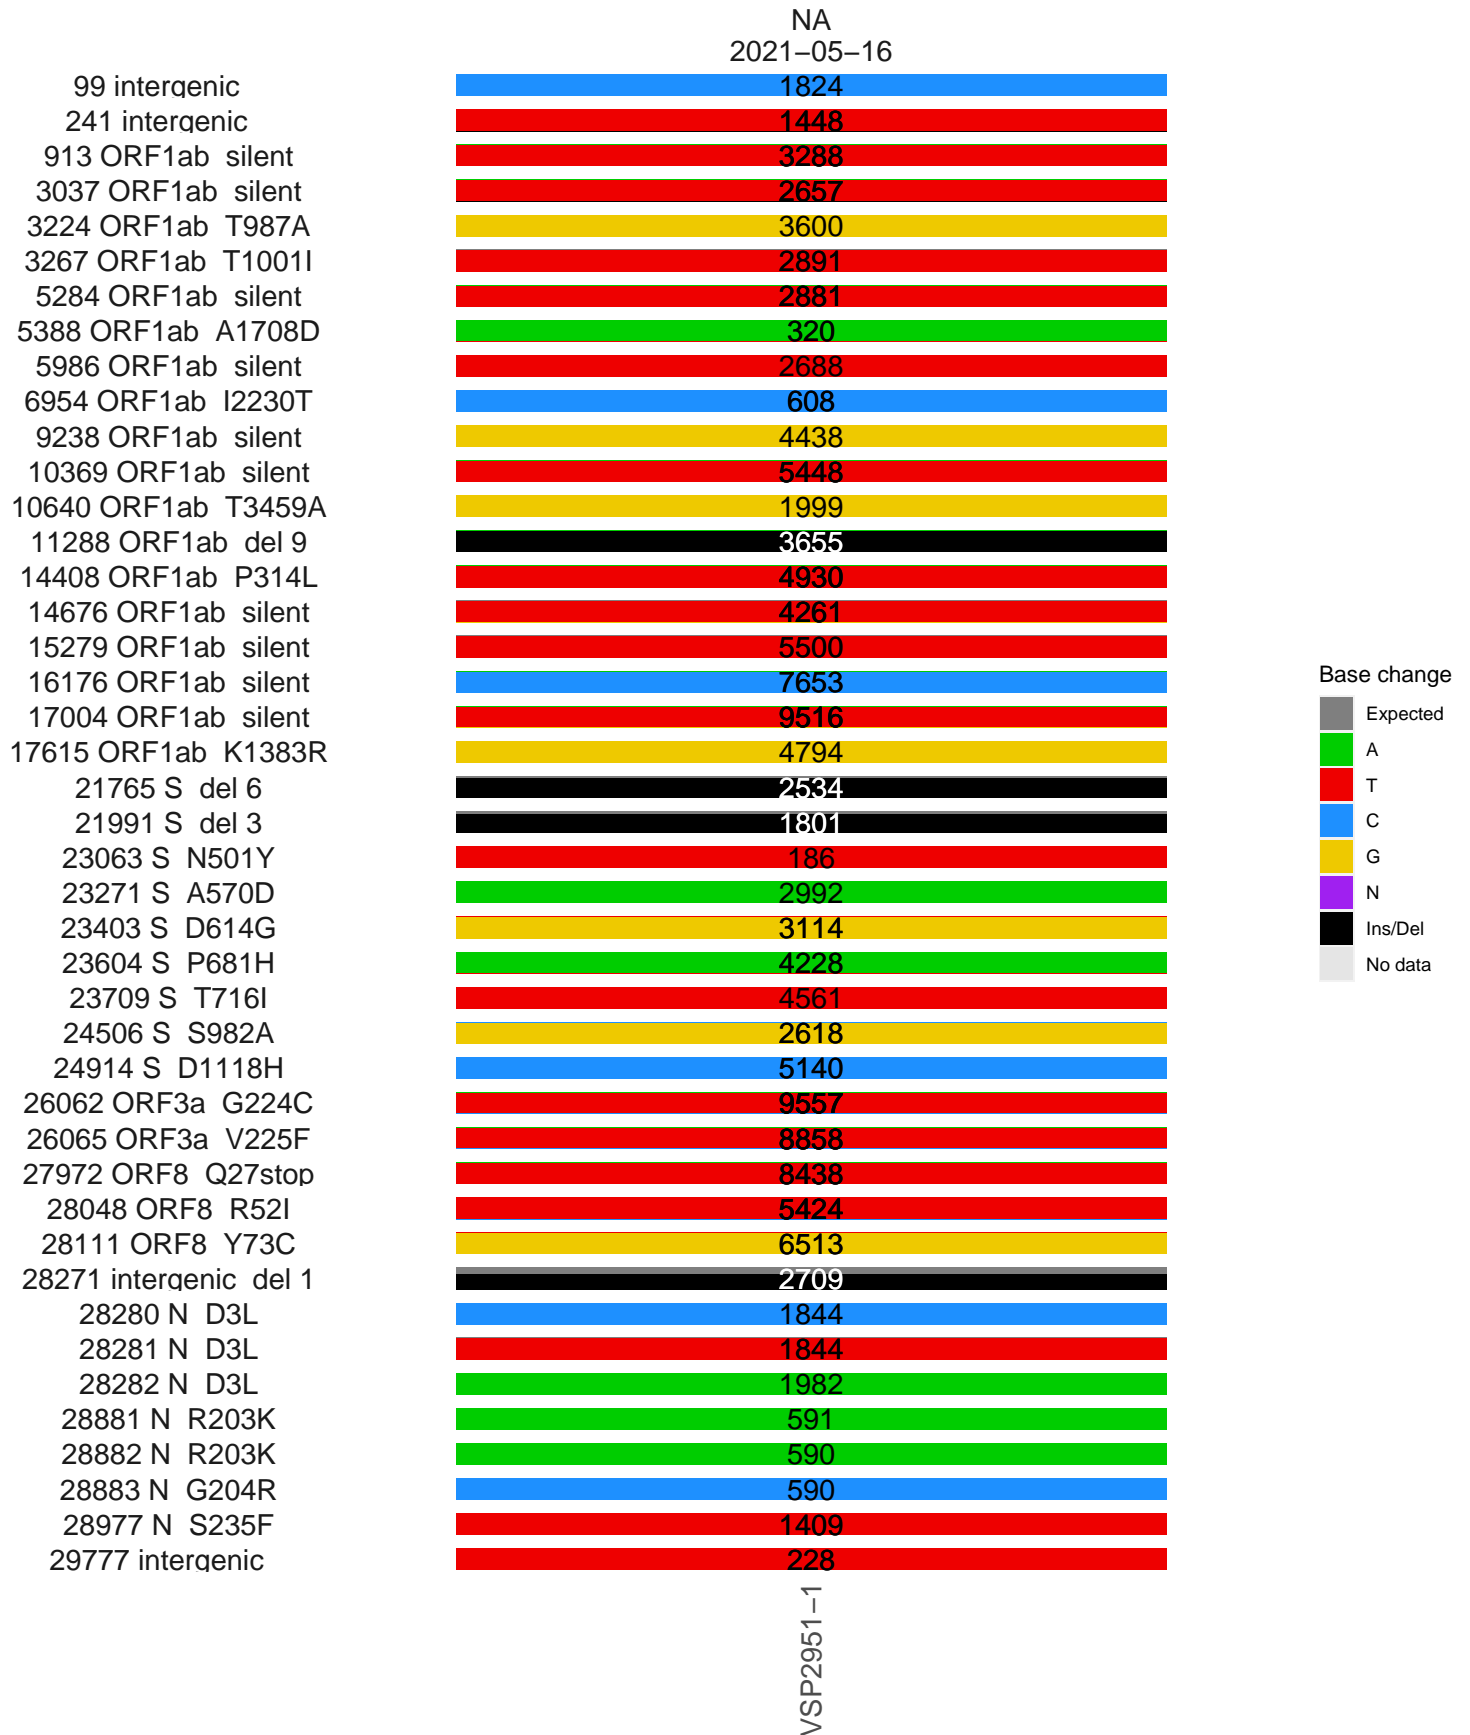 NA
2021−05−16
99 intergenic 1824
241 intergenic 1448
913 ORF1ab silent 3288
3037 ORF1ab silent 2657
3224 ORF1ab T987A 3600
3267 ORF1ab T1001I 2891
5284 ORF1ab silent 2881
5388 ORF1ab A1708D 320
5986 ORF1ab silent 2688
6954 ORF1ab I2230T 608
9238 ORF1ab silent 4438
10369 ORF1ab silent 5448
10640 ORF1ab T3459A 1999
11288 ORF1ab del 9 3655
14408 ORF1ab P314L 4930
14676 ORF1ab silent 4261
15279 ORF1ab silent 5500
16176 ORF1ab silent 7653
17004 ORF1ab silent 9516
17615 ORF1ab K1383R 4794
21765 S del 6 2534
21991 S del 3 1801
23063 S N501Y 186
23271 S A570D 2992
23403 S D614G 3114
23604 S P681H 4228
23709 S T716I 4561
24506 S S982A 2618
24914 S D1118H 5140
26062 ORF3a G224C 9557
26065 ORF3a V225F 8858
27972 ORF8 Q27stop 8438
28048 ORF8 R52I 5424
28111 ORF8 Y73C 6513
28271 intergenic del 1 2709
28280 N D3L 1844
28281 N D3L 1844
28282 N D3L 1982
28881 N R203K 591
28882 N R203K 590
28883 N G204R 590
28977 N S235F 1409
29777 intergenic 228
VSP2951−1
Base change
Expected
A
T
C
G
N
Ins/Del
No data